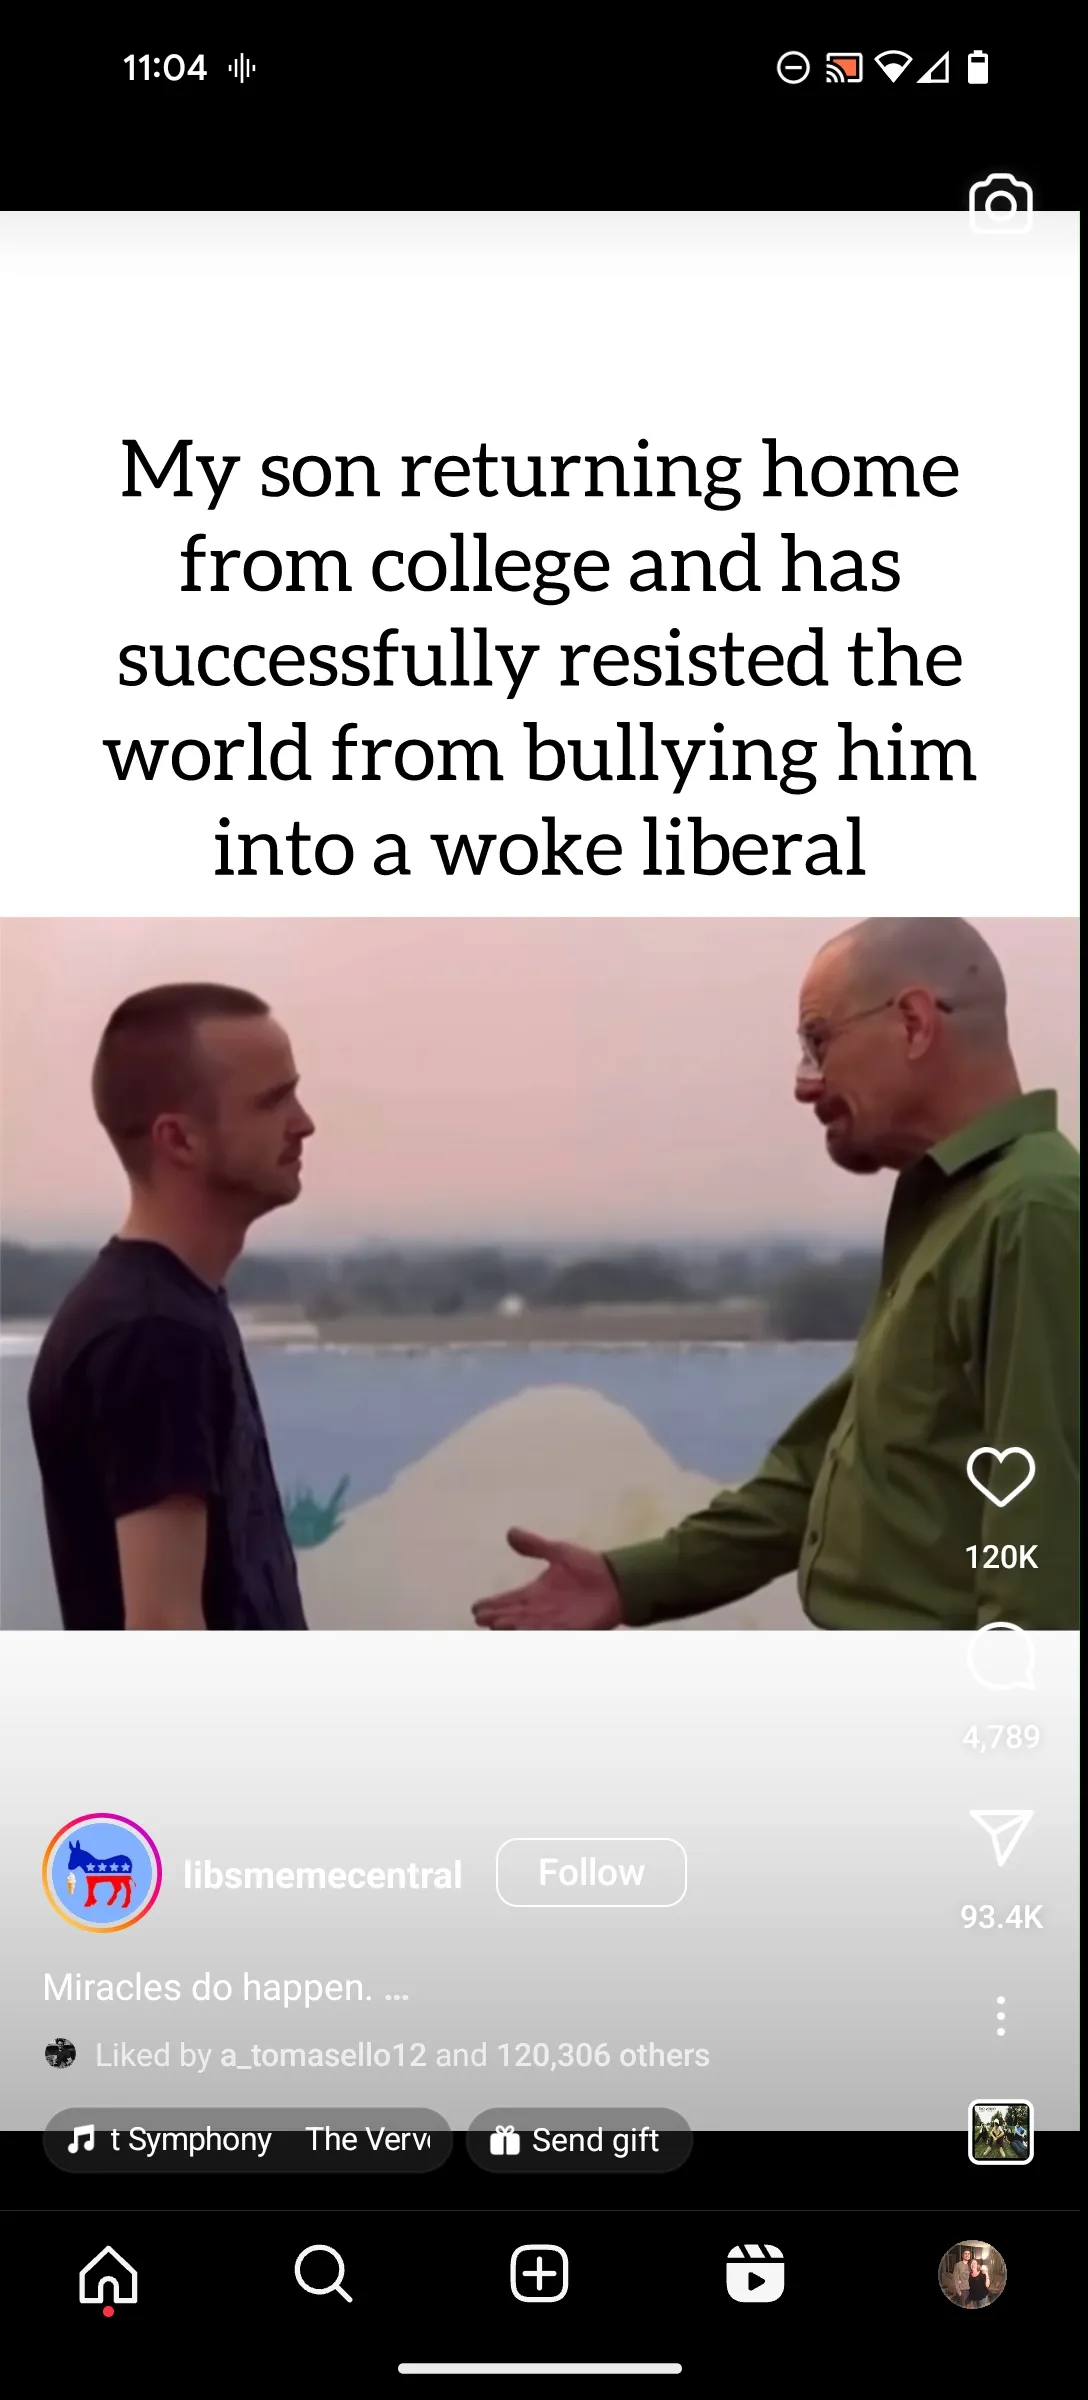 11:04
My son returning home
from college and has
successfully resisted the
world from bullying him
into a woke liberal
120K
4,789
libsmemecentral Follow
93.4K
Miracles do happen. ...
Liked by a_tomasello12 and 120,306 others
t Symphony The Verv Send gift